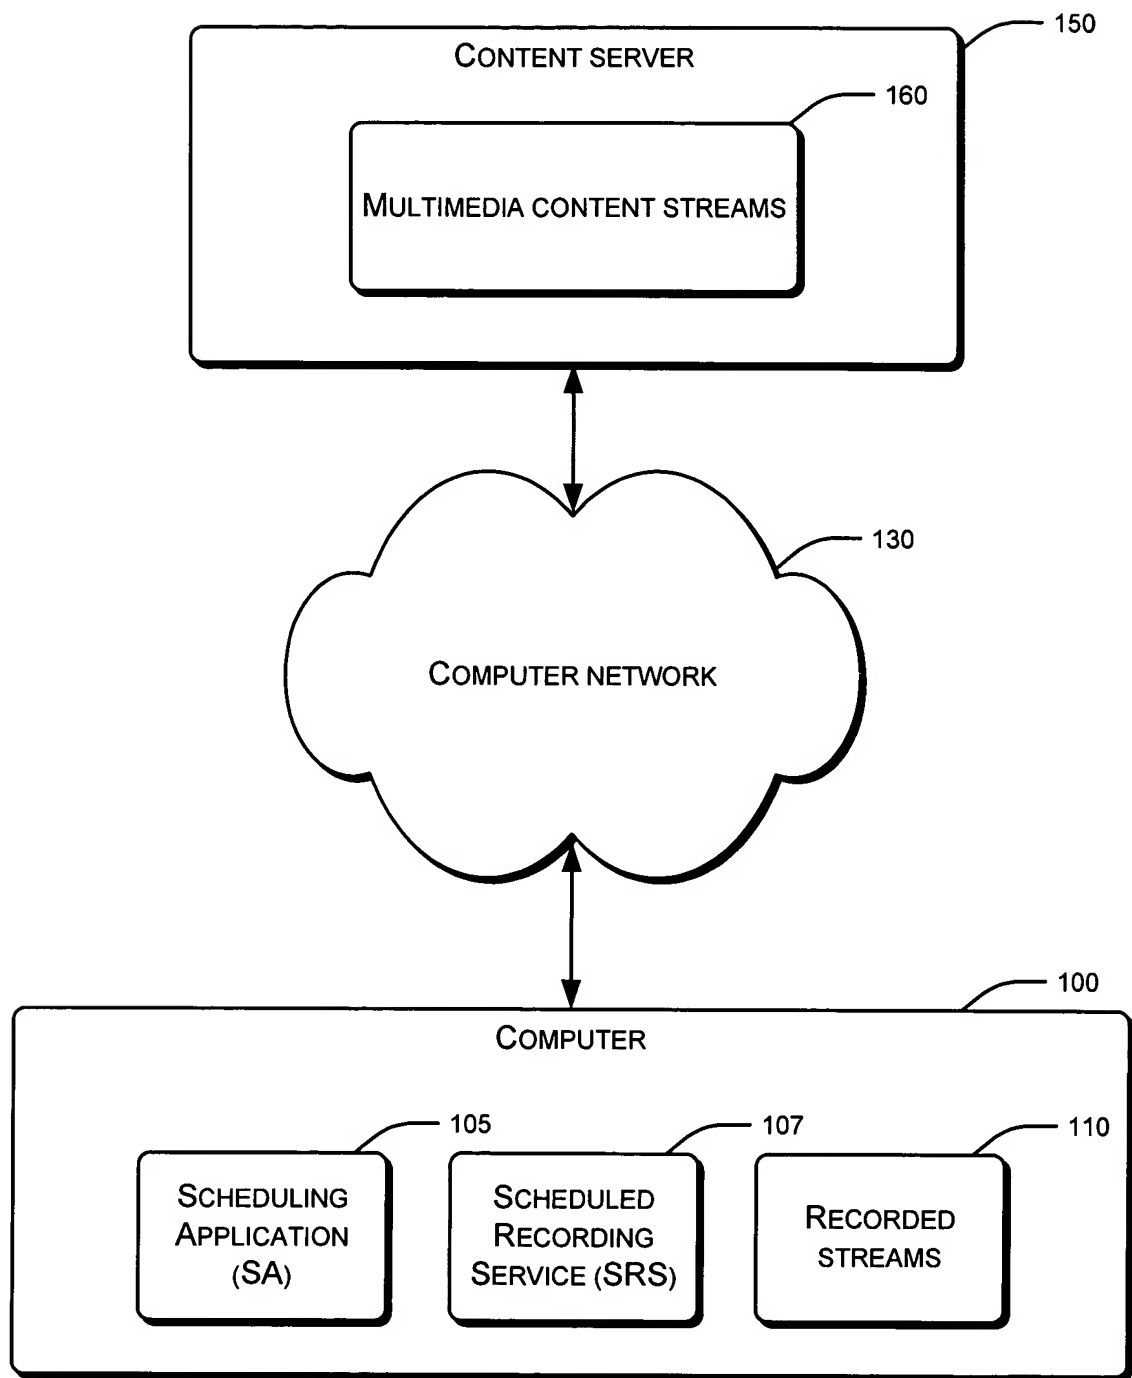 150
CONTENT SERVER
160
MULTIMEDIA CONTENT STREAMS
130
COMPUTER NETWORK
100
COMPUTER
105
107
110
SCHEDULING
APPLICATION
(SA)
SCHEDULED
RECORDING
SERVICE (SRS)
RECORDED
STREAMS